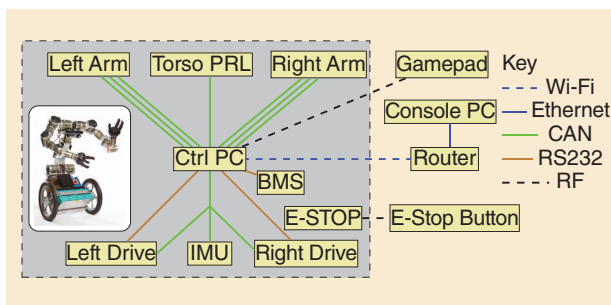 Left Arm
Torso PRL
Right Arm
Gamepad
Key
Wi-Fi
Console PC
Ethernet
CAN
Ctrl PC
Router
RS232
BMS
RF
E-STOP
E-Stop Button
Left Drive
IMU
Right Drive